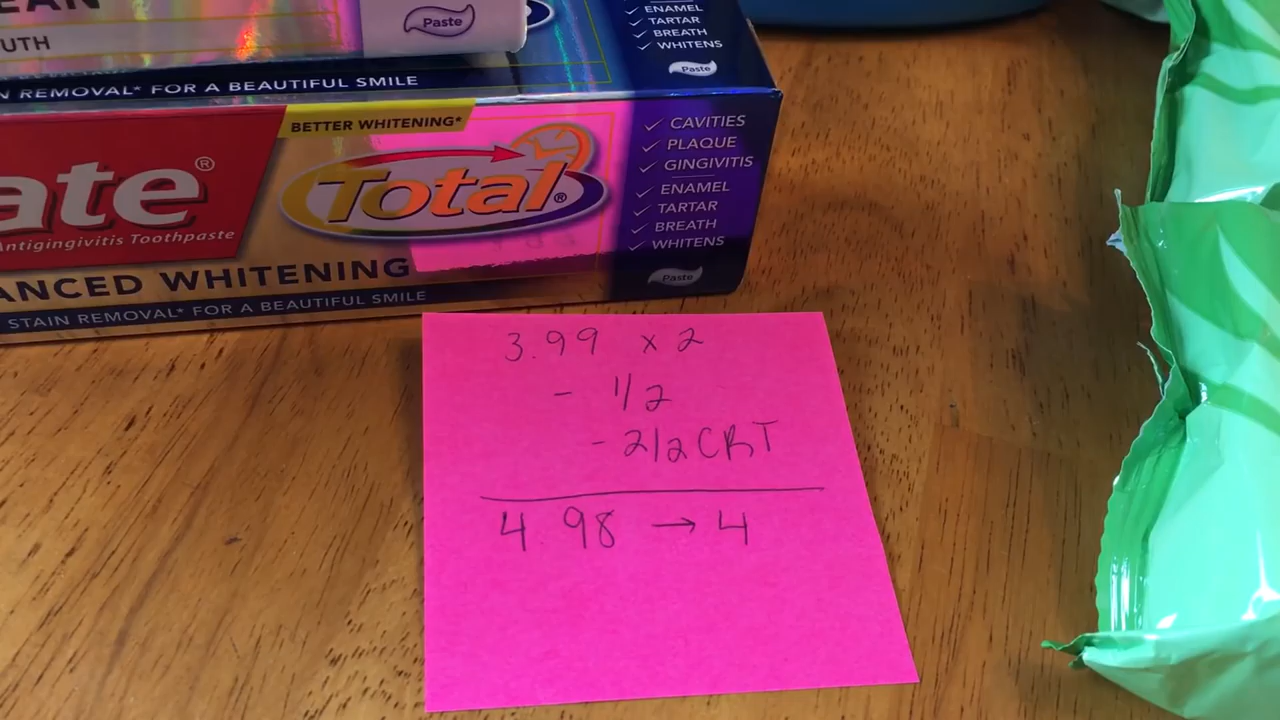 EAN
UTH
Paste
ENAMEL
TARTAR
BREATH
WHITENS
Paste
N REMOVAL* FOR A BEAUTIFUL SMILE
BETTER WHITENING*
ate®
Antigingivitis Toothpaste
Total®
CAVITIES
PLAQUE
GINGIVITIS
ENAMEL
TARTAR
BREATH
WHITENS
Paste
ANCED WHITENING
STAIN REMOVAL* FOR A BEAUTIFUL SMILE
3.99 x 2
- 1/2
- 2/2 CRT
4.98 → 4